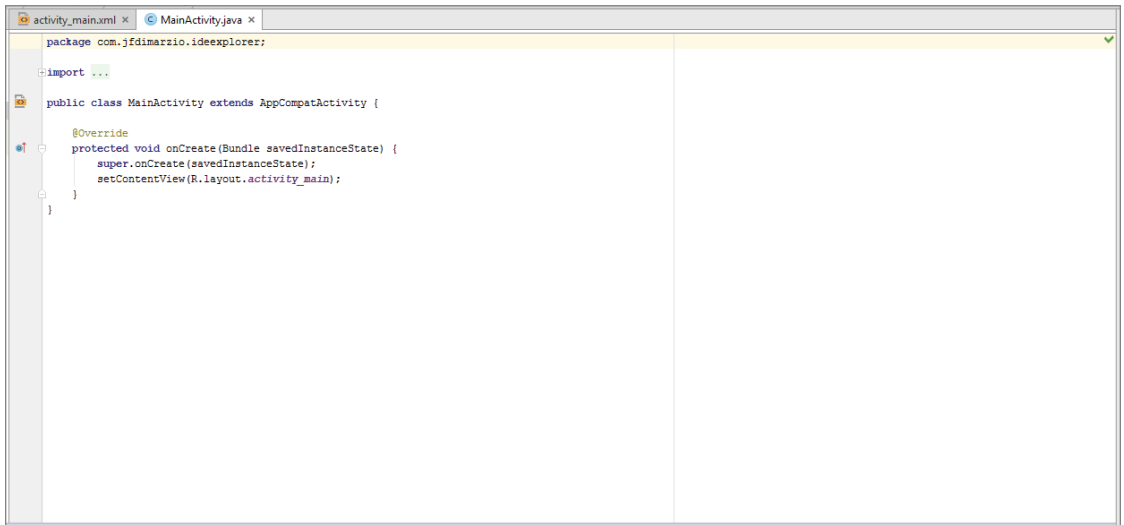 activity_main.xml × C MainActivity.java ×
package com.jfdimarzio.ideexplorer;
import ...
public class MainActivity extends AppCompatActivity {
@Override
protected void onCreate(Bundle savedInstanceState) {
super.onCreate(savedInstanceState);
setContentView(R.layout.activity_main);
}
}